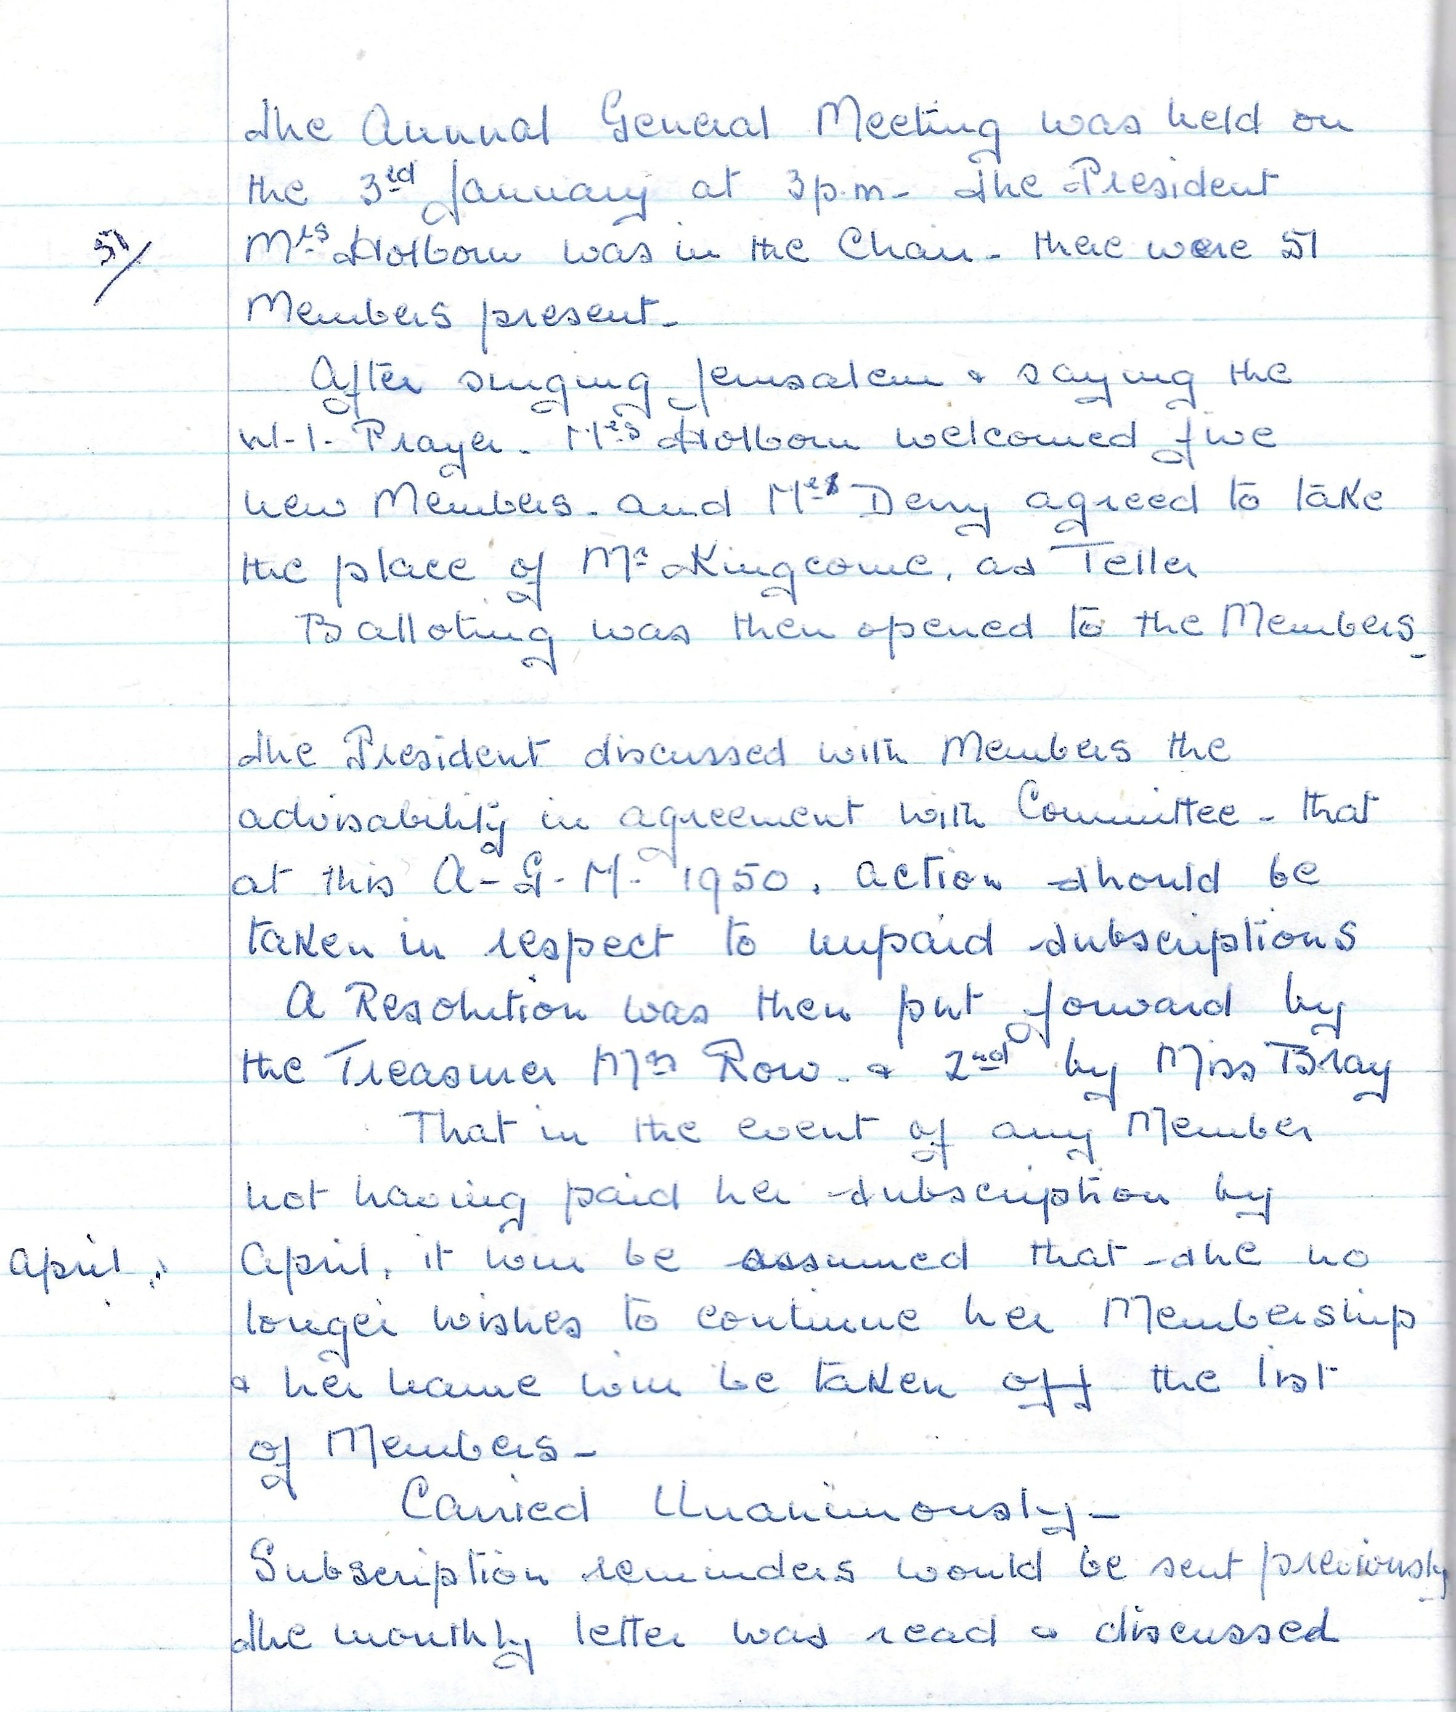 The Annual General Meeting was held on
the 3rd January at 3 p.m - The President
51/
Mrs Holborn was in the Chair - there were 51
Members present -
After singing Jerusalem & saying the
W-I- Prayer - Mrs Holborn welcomed five
new Members - and Mrs Derry agreed to take
the place of Mrs Kingcome, as Teller
Balloting was then opened to the Members -
The President discussed with Members the
advisability in agreement with Committee - that
at this A-G-M- 1950, action should be
taken in respect to unpaid subscriptions
A Resolution was then put forward by
the Treasurer Mrs Row - & 2nd by Miss Bray
That in the event of any Member
not having paid her subscription by
April.
April, it will be assumed that she no
longer wishes to continue her Membership
& her name will be taken off the list
of Members -
Carried Unanimously -
Subscription reminders would be sent previously -
The monthly letter was read & discussed